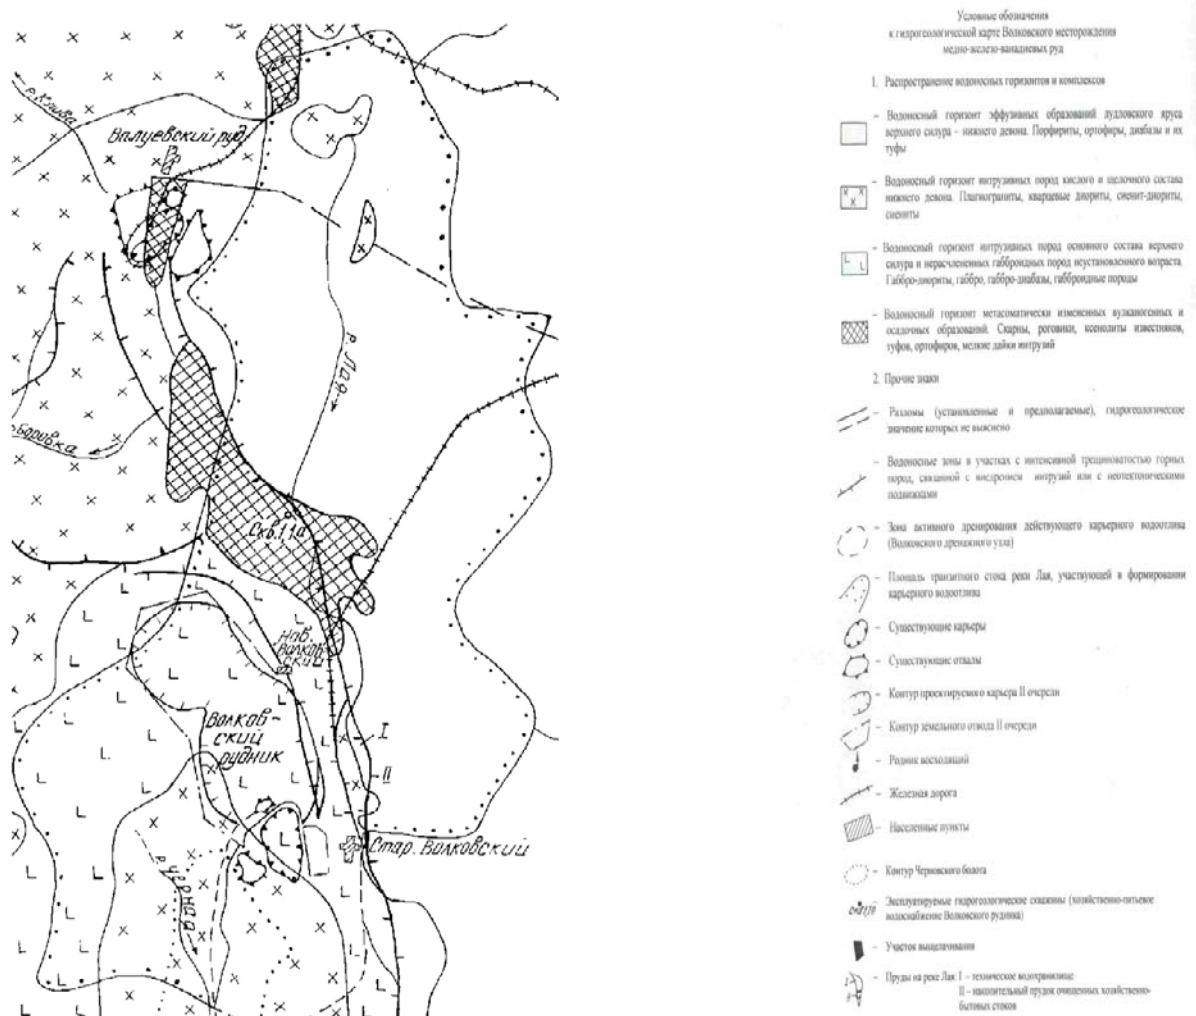 р. Клива
Валуевский руд.
р. Лая
Боровка
Скв.11а
Нов.
Волков-
ский
Волков-
ский
рудник
I
II
Стар. Волковский
р. Черная
Условные обозначения
к гидрогеологической карте Волковского месторождения
медно-железо-ванадиевых руд
1. Распространение водоносных горизонтов и комплексов
– Водоносный горизонт эффузивных образований лудловского яруса
верхнего силура – нижнего девона. Порфириты, ортофиры, диабазы и их
туфы
– Водоносный горизонт интрузивных пород кислого и щелочного состава
нижнего девона. Плагиограниты, кварцевые диориты, сиенит-диориты,
сиениты
– Водоносный горизонт интрузивных пород основного состава верхнего
силура и нерасчлененных габброидных пород неустановленного возраста.
Габбро-диориты, габбро, габбро-диабазы, габброидные породы
– Водоносный горизонт метасоматически измененных вулканогенных и
осадочных образований. Скарны, роговики, ксенолиты известняков,
туфов, ортофиров, мелкие дайки интрузий
2. Прочие знаки
– Разломы (установленные и предполагаемые), гидрогеологическое
значение которых не выяснено
– Водоносные зоны в участках с интенсивной трещиноватостью горных
пород, связанной с внедрением интрузий или с неотектоническими
подвижками
– Зона активного дренирования действующего карьерного водоотлива
(Волковского дренажного узла)
– Площадь транзитного стока реки Лая, участвующей в формировании
карьерного водоотлива
– Существующие карьеры
– Существующие отвалы
– Контур проектируемого карьера II очереди
– Контур земельного отвода II очереди
– Родник восходящий
– Железная дорога
– Населенные пункты
– Контур Черновского болота
– Эксплуатируемые гидрогеологические скважины (хозяйственно-питьевое
водоснабжение Волковского рудника)
– Участок выщелачивания
– Пруды на реке Лая: I – техническое водохранилище
II – накопительный прудок очищенных хозяйственно-
бытовых стоков